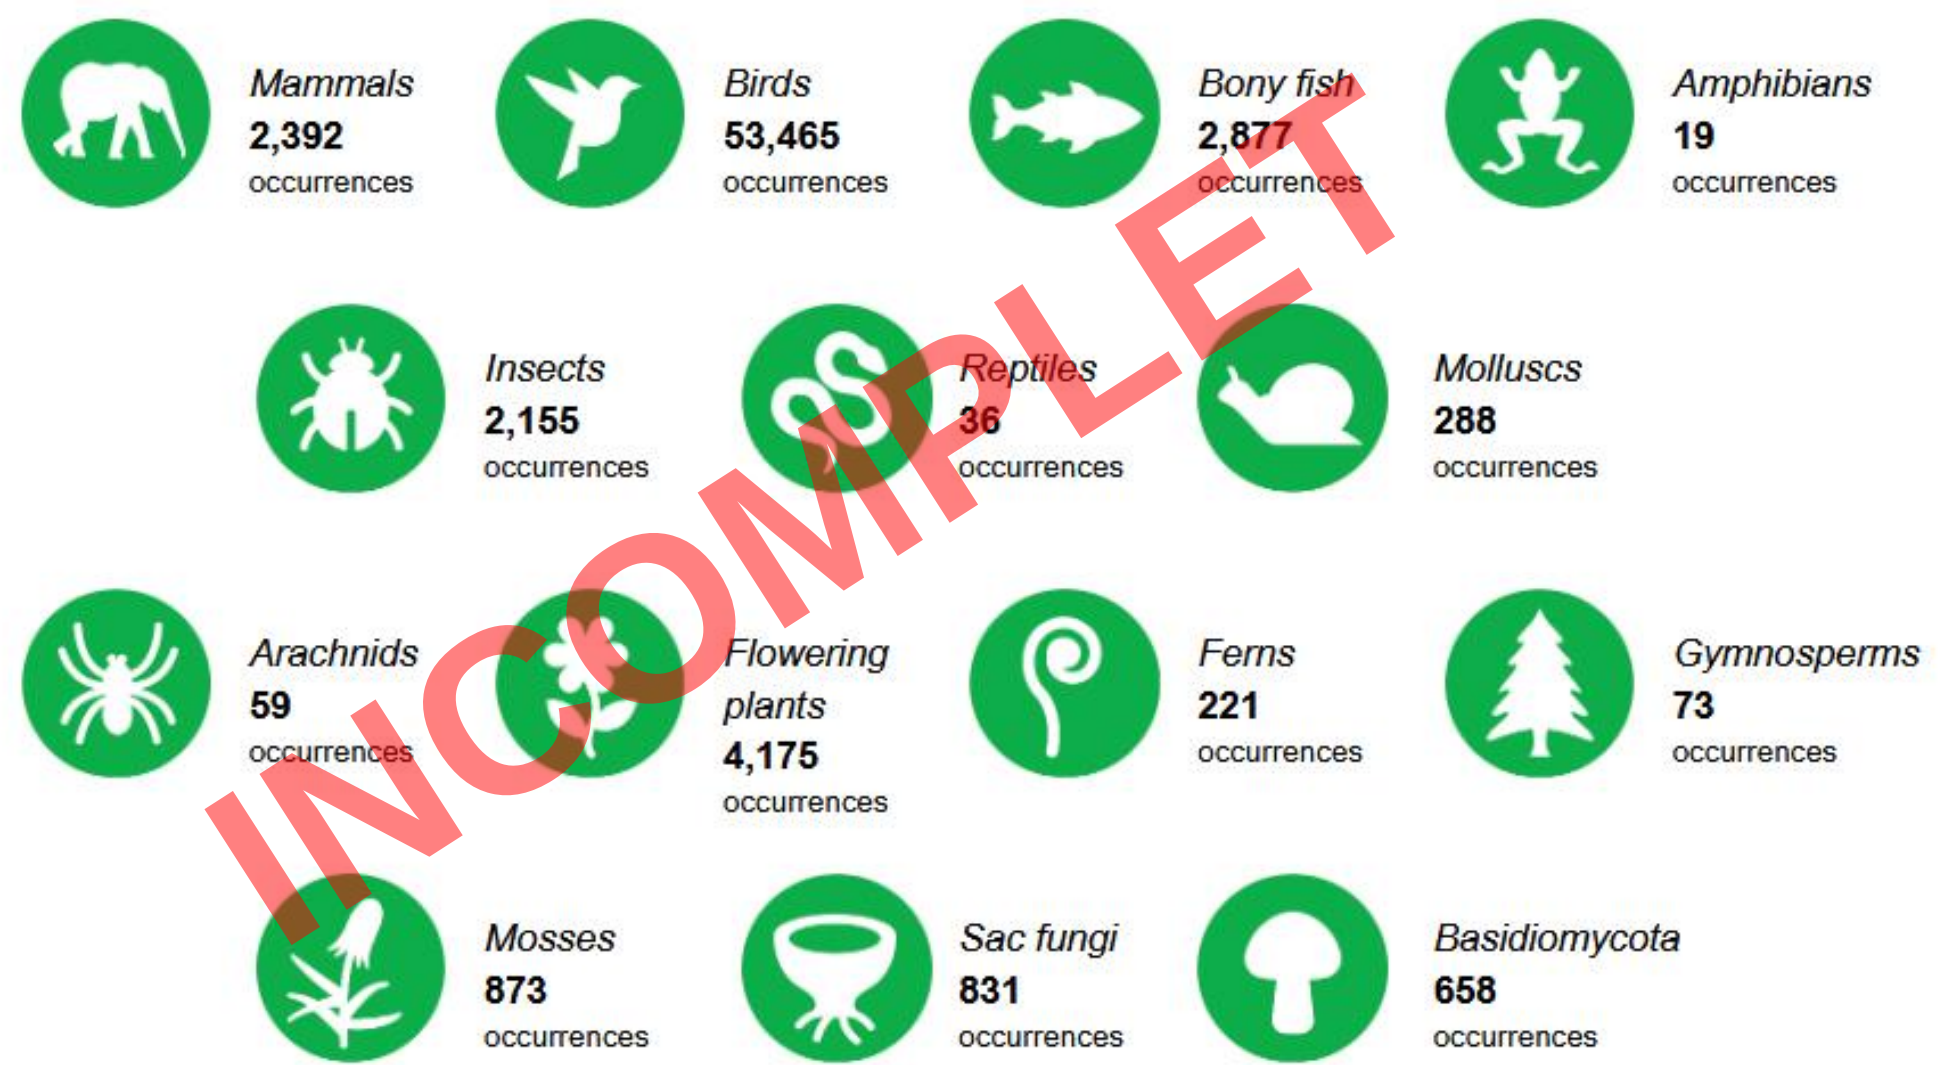 Mammals
2,392
occurrences
Birds
53,465
occurrences
Bony fish
2,877
occurrences
Amphibians
19
occurrences
Insects
2,155
occurrences
Reptiles
36
occurrences
Molluscs
288
occurrences
Arachnids
59
occurrences
Flowering
plants
4,175
occurrences
Ferns
221
occurrences
Gymnosperms
73
occurrences
Mosses
873
occurrences
Sac fungi
831
occurrences
Basidiomycota
658
occurrences
INCOMPLET